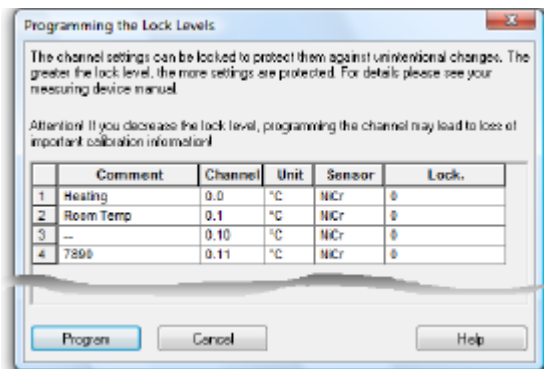 Programming the Lock Levels
The channel settings can be locked to protect them against unintentional changes. The
greater the lock level, the more settings are protected. For details please see your
measuring device manual.
Attention! If you decrease the lock level, programming the channel may lead to loss of
important calibration information!
Comment Channel Unit Sensor Lock.
1 Heating 0.0 °C NiCr 0
2 Room Temp 0.1 °C NiCr 0
3 -- 0.10 °C NiCr 0
4 7890 0.11 °C NiCr 0
Program Cancel Help